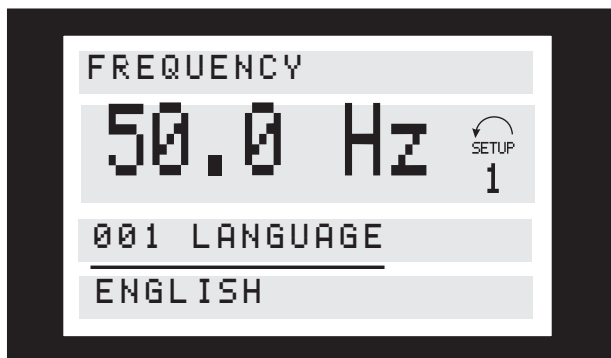 FREQUENCY
50.0 Hz
SETUP
1
001 LANGUAGE
ENGLISH